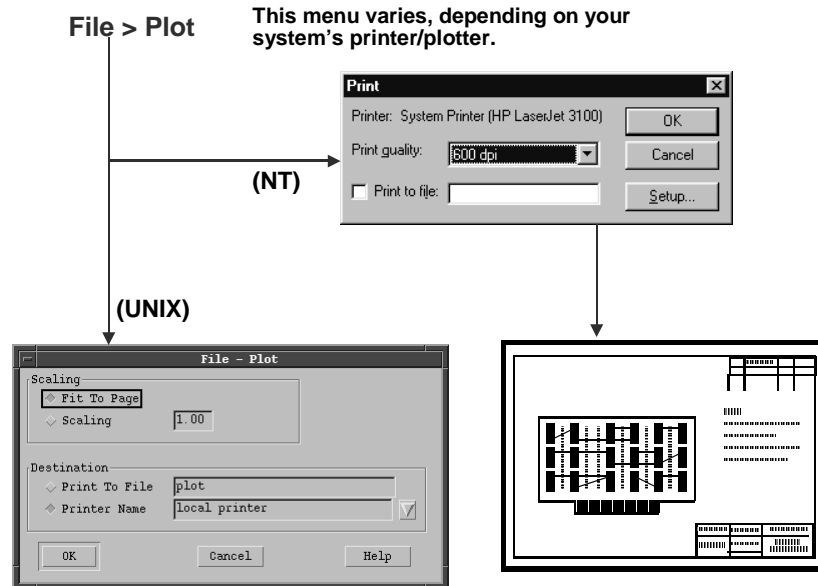 File > Plot
This menu varies, depending on your
system's printer/plotter.
Print
Printer: System Printer (HP LaserJet 3100)
OK
Print quality:
600 dpi
Cancel
Print to file:
Setup...
(NT)
(UNIX)
File - Plot
Scaling
Fit To Page
Scaling
1.00
Destination
Print To File
plot
Printer Name
local printer
OK
Cancel
Help